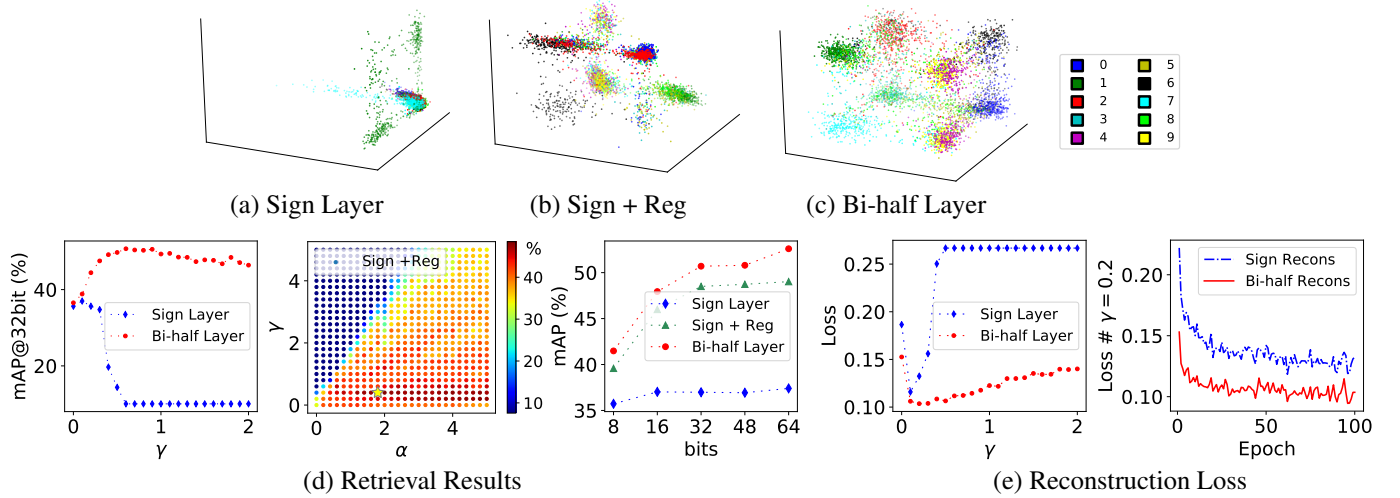 0 5
1 6
2 7
3 8
4 9
(a) Sign Layer
(b) Sign + Reg
(c) Bi-half Layer
mAP@32bit (%)
40
20
0 1 2
γ
Sign Layer
Bi-half Layer
γ
4
2
0
0 2 4
α
Sign +Reg
%
40
30
20
10
mAP (%)
50
45
40
35
8 16 32 48 64
bits
Sign Layer
Sign + Reg
Bi-half Layer
(d) Retrieval Results
Loss
0.25
0.20
0.15
0.10
0 1 2
γ
Sign Layer
Bi-half Layer
Loss # γ = 0.2
0.20
0.15
0.10
0 50 100
Epoch
Sign Recons
Bi-half Recons
(e) Reconstruction Loss